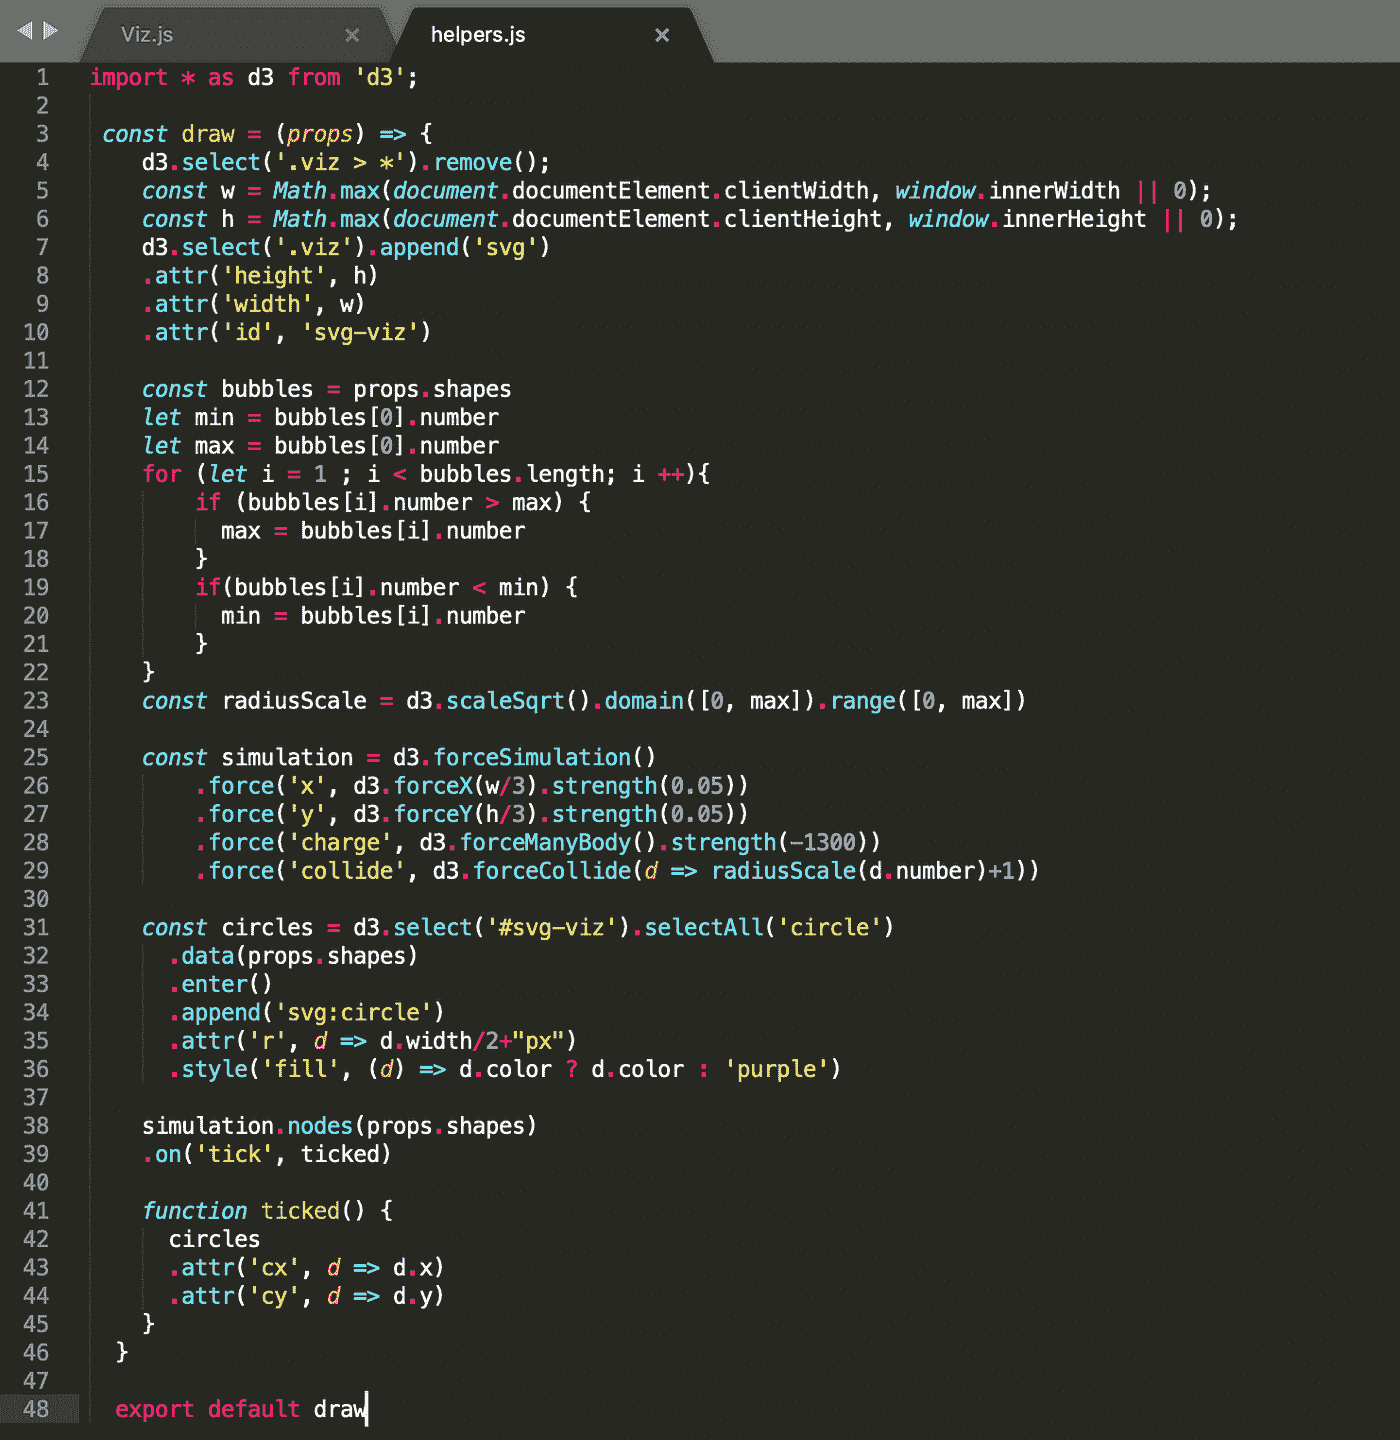 Viz.js ×
helpers.js ×
1 import * as d3 from 'd3';
2
3 const draw = (props) => {
4 d3.select('.viz > *').remove();
5 const w = Math.max(document.documentElement.clientWidth, window.innerWidth || 0);
6 const h = Math.max(document.documentElement.clientHeight, window.innerHeight || 0);
7 d3.select('.viz').append('svg')
8 .attr('height', h)
9 .attr('width', w)
10 .attr('id', 'svg-viz')
11
12 const bubbles = props.shapes
13 let min = bubbles[0].number
14 let max = bubbles[0].number
15 for (let i = 1 ; i < bubbles.length; i ++){
16 if (bubbles[i].number > max) {
17 max = bubbles[i].number
18 }
19 if(bubbles[i].number < min) {
20 min = bubbles[i].number
21 }
22 }
23 const radiusScale = d3.scaleSqrt().domain([0, max]).range([0, max])
24
25 const simulation = d3.forceSimulation()
26 .force('x', d3.forceX(w/3).strength(0.05))
27 .force('y', d3.forceY(h/3).strength(0.05))
28 .force('charge', d3.forceManyBody().strength(-1300))
29 .force('collide', d3.forceCollide(d => radiusScale(d.number)+1))
30
31 const circles = d3.select('#svg-viz').selectAll('circle')
32 .data(props.shapes)
33 .enter()
34 .append('svg:circle')
35 .attr('r', d => d.width/2+"px")
36 .style('fill', (d) => d.color ? d.color : 'purple')
37
38 simulation.nodes(props.shapes)
39 .on('tick', ticked)
40
41 function ticked() {
42 circles
43 .attr('cx', d => d.x)
44 .attr('cy', d => d.y)
45 }
46 }
47
48 export default draw